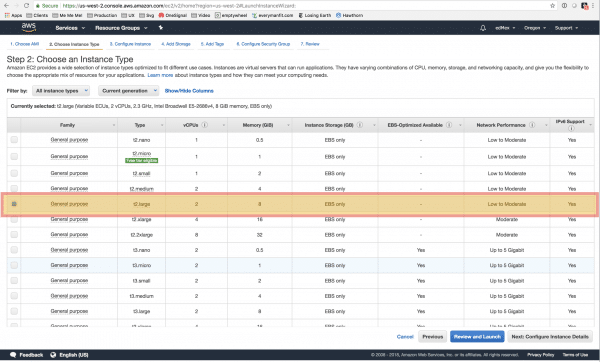 Secure https://us-west-2.console.aws.amazon.com/ec2/v2/home?region=us-west-2#LaunchInstanceWizard:
Apps Clients Me Me Me! Production UX SVG OneSignal Video emptywheel everymanfit.com Losing Earth Hawthorn
aws Services Resource Groups edMex Oregon Support
1. Choose AMI 2. Choose Instance Type 3. Configure Instance 4. Add Storage 5. Add Tags 6. Configure Security Group 7. Review
Step 2: Choose an Instance Type
Amazon EC2 provides a wide selection of instance types optimized to fit different use cases. Instances are virtual servers that can run applications. They have varying combinations of CPU, memory, storage, and networking capacity, and give you the flexibility to
choose the appropriate mix of resources for your applications. Learn more about instance types and how they can meet your computing needs.
Filter by: All instance types Current generation Show/Hide Columns
Currently selected: t2.large (Variable ECUs, 2 vCPUs, 2.3 GHz, Intel Broadwell E5-2686v4, 8 GiB memory, EBS only)
Family Type vCPUs Memory (GiB) Instance Storage (GB) EBS-Optimized Available Network Performance IPv6 Support
General purpose t2.nano 1 0.5 EBS only - Low to Moderate Yes
General purpose t2.micro Free tier eligible 1 1 EBS only - Low to Moderate Yes
General purpose t2.small 1 2 EBS only - Low to Moderate Yes
General purpose t2.medium 2 4 EBS only - Low to Moderate Yes
General purpose t2.large 2 8 EBS only - Low to Moderate Yes
General purpose t2.xlarge 4 16 EBS only - Moderate Yes
General purpose t2.2xlarge 8 32 EBS only - Moderate Yes
General purpose t3.nano 2 0.5 EBS only Yes Up to 5 Gigabit Yes
General purpose t3.micro 2 1 EBS only Yes Up to 5 Gigabit Yes
General purpose t3.small 2 2 EBS only Yes Up to 5 Gigabit Yes
General purpose t3.medium 2 4 EBS only Yes Up to 5 Gigabit Yes
General purpose t3.large 2 8 EBS only Yes Up to 5 Gigabit Yes
General purpose t3.xlarge 4 16 EBS only Yes Up to 5 Gigabit Yes
Cancel Previous Review and Launch Next: Configure Instance Details
Feedback English (US) © 2008 - 2018, Amazon Web Services, Inc. or its affiliates. All rights reserved. Privacy Policy Terms of Use